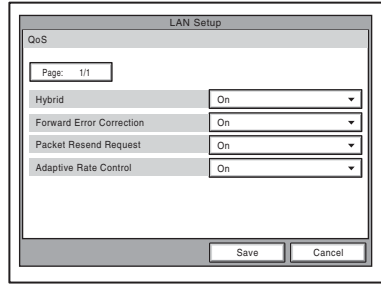 LAN Setup
QoS
Page: 1/1
Hybrid On
Forward Error Correction On
Packet Resend Request On
Adaptive Rate Control On
Save Cancel